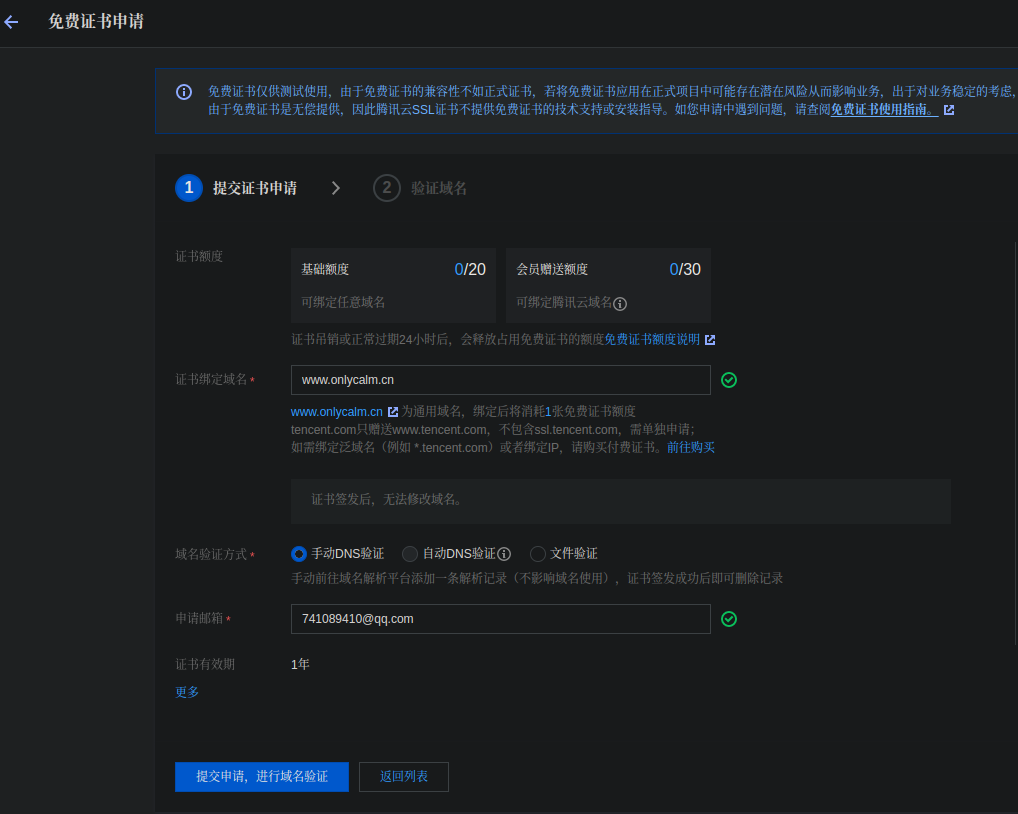 免费证书申请
免费证书仅供测试使用，由于免费证书的兼容性不如正式证书，若将免费证书应用在正式项目中可能存在潜在风险从而影响业务，出于对业务稳定的考虑，
由于免费证书是无偿提供，因此腾讯云SSL证书不提供免费证书的技术支持或安装指导。如您申请中遇到问题，请查阅免费证书使用指南。
1 提交证书申请 2 验证域名
证书额度
基础额度 0/20 会员赠送额度 0/30
可绑定任意域名 可绑定腾讯云域名
证书吊销或正常过期24小时后，会释放占用免费证书的额度免费证书额度说明
证书绑定域名* www.onlycalm.cn
www.onlycalm.cn 为通用域名，绑定后将消耗1张免费证书额度
tencent.com只赠送www.tencent.com，不包含ssl.tencent.com，需单独申请；
如需绑定泛域名（例如 *.tencent.com）或者绑定IP，请购买付费证书。前往购买
证书签发后，无法修改域名。
域名验证方式* 手动DNS验证 自动DNS验证 文件验证
手动前往域名解析平台添加一条解析记录（不影响域名使用），证书签发成功后即可删除记录
申请邮箱* 741089410@qq.com
证书有效期 1年
更多
提交申请，进行域名验证 返回列表